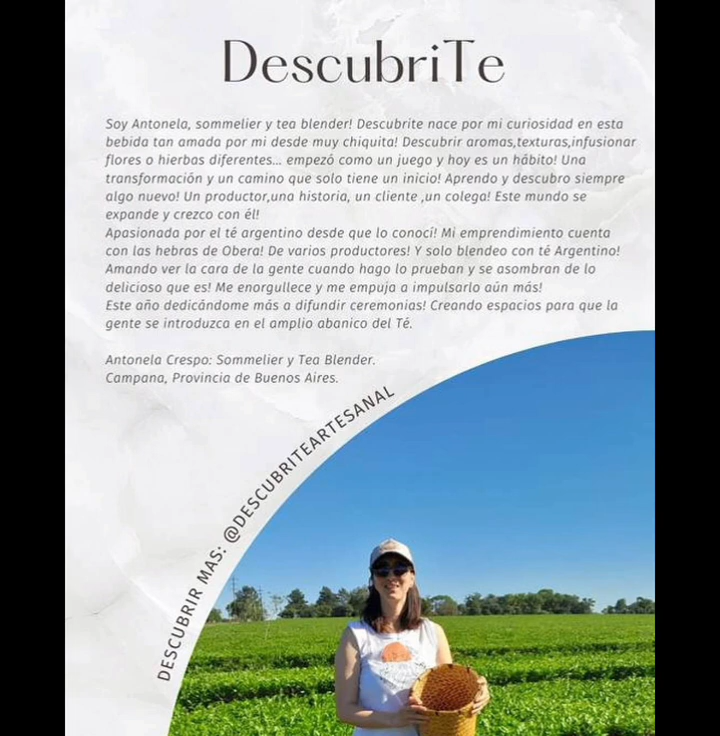 DescubriTe
Soy Antonela, sommelier y tea blender! Descubrite nace por mi curiosidad en esta
bebida tan amada por mi desde muy chiquita! Descubrir aromas,texturas,infusionar
flores o hierbas diferentes... empezó como un juego y hoy es un hábito! Una
transformación y un camino que solo tiene un inicio! Aprendo y descubro siempre
algo nuevo! Un productor,una historia, un cliente ,un colega! Este mundo se
expande y crezco con él!
Apasionada por el té argentino desde que lo conocí! Mi emprendimiento cuenta
con las hebras de Obera! De varios productores! Y solo blendeo con té Argentino!
Amando ver la cara de la gente cuando hago lo prueban y se asombran de lo
delicioso que es! Me enorgullece y me empuja a impulsarlo aún más!
Este año dedicándome más a difundir ceremonias! Creando espacios para que la
gente se introduzca en el amplio abanico del Té.
Antonela Crespo: Sommelier y Tea Blender.
Campana, Provincia de Buenos Aires.
DESCUBRIR MAS: @DESCUBRITEARTESANAL